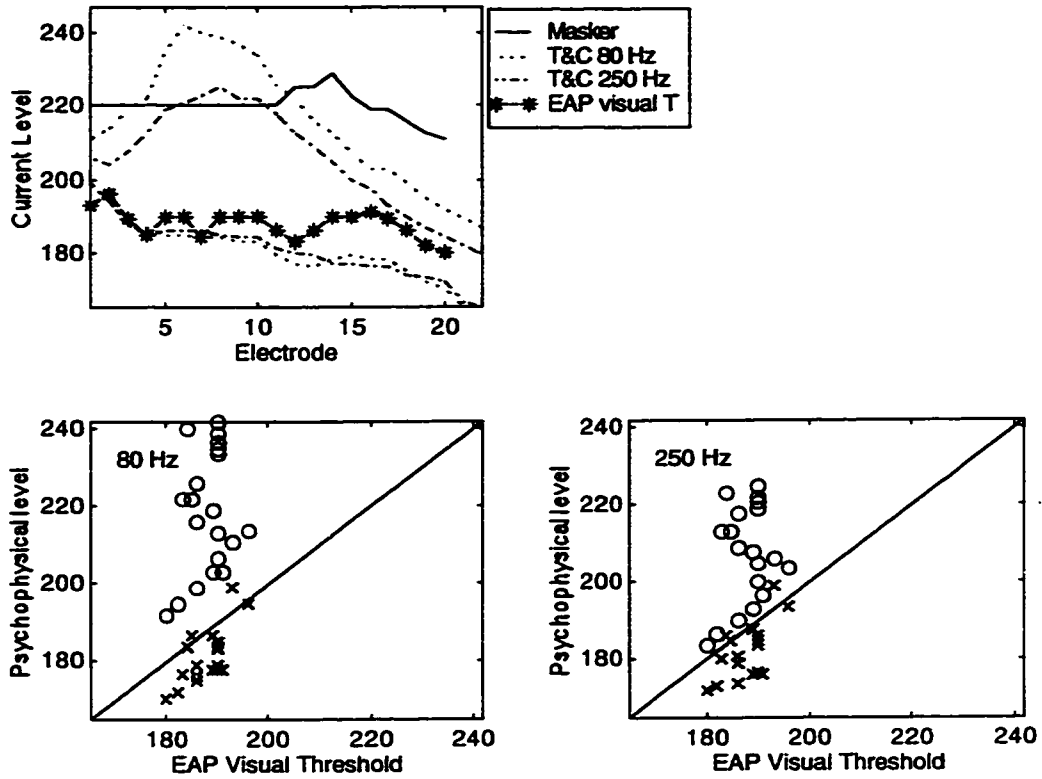 240
220
200
180
Current Level
5
10
15
20
Electrode
Masker
T&C 80 Hz
T&C 250 Hz
EAP visual T
240
220
200
180
Psychophysical level
80 Hz
180
200
220
240
EAP Visual Threshold
240
220
200
180
Psychophysical level
250 Hz
180
200
220
240
EAP Visual Threshold